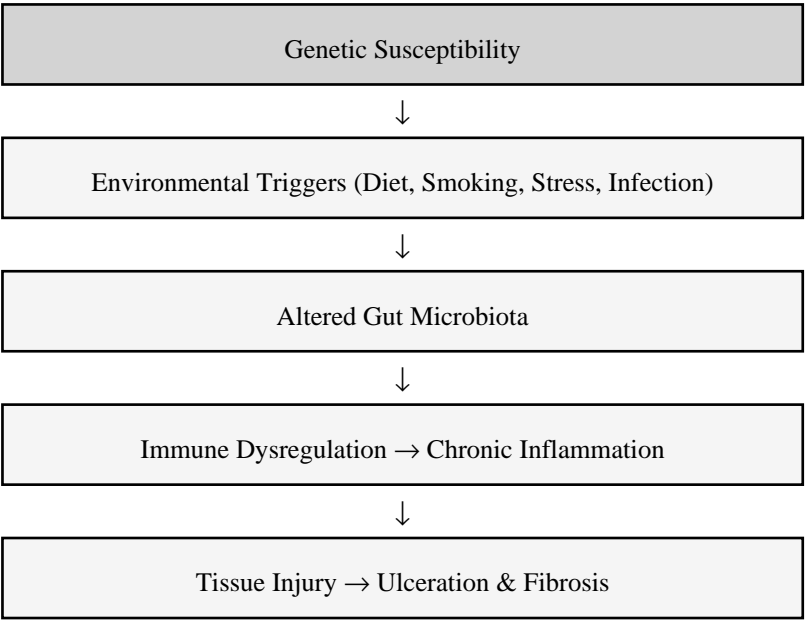 Genetic Susceptibility
↓
Environmental Triggers (Diet, Smoking, Stress, Infection)
↓
Altered Gut Microbiota
↓
Immune Dysregulation → Chronic Inflammation
↓
Tissue Injury → Ulceration & Fibrosis